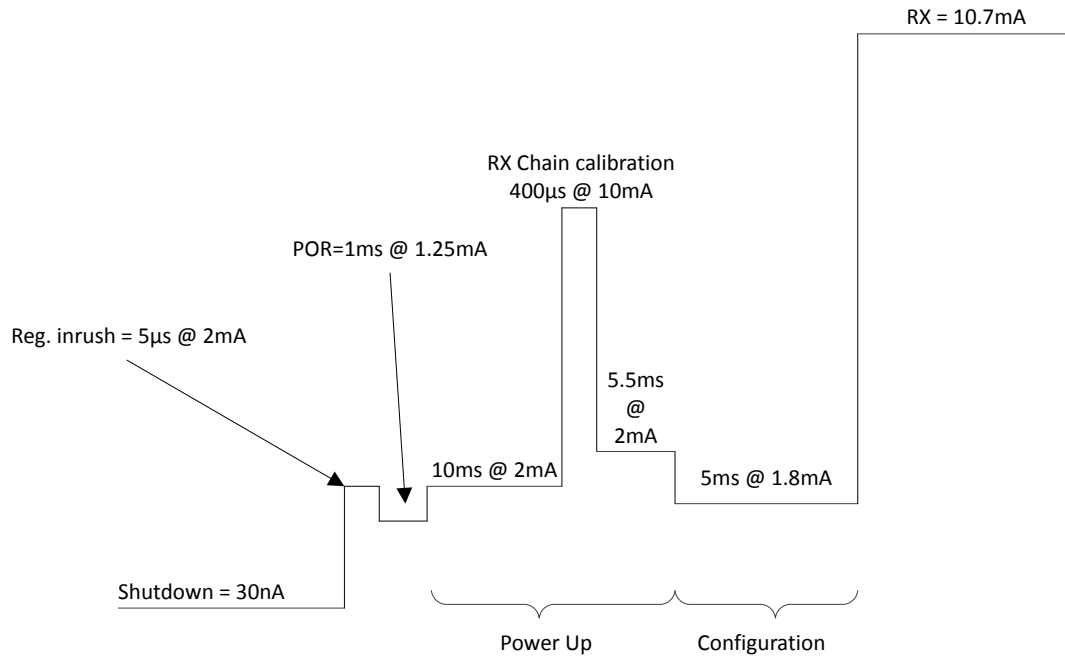 RX = 10.7mA
RX Chain calibration
400µs @ 10mA
POR=1ms @ 1.25mA
Reg. inrush = 5µs @ 2mA
5.5ms
@
2mA
10ms @ 2mA
5ms @ 1.8mA
Shutdown = 30nA
Power Up
Configuration